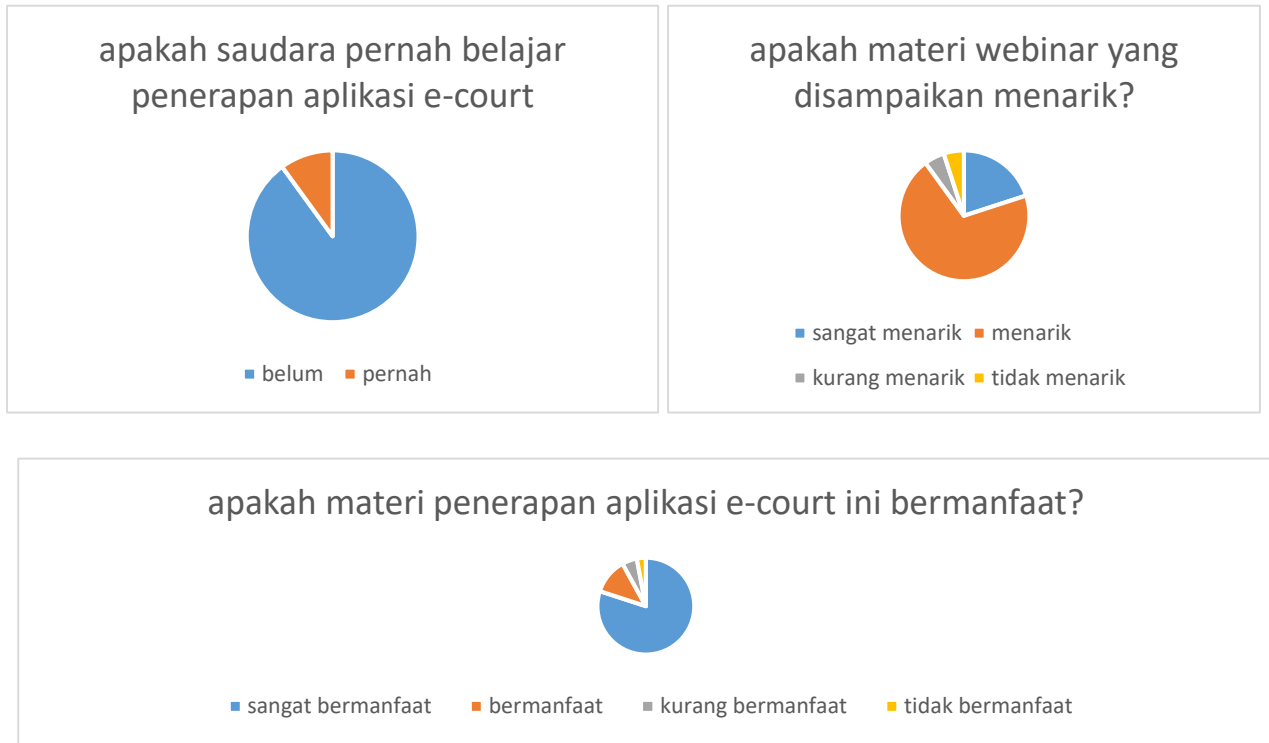 apakah saudara pernah belajar
penerapan aplikasi e-court
belum pernah
apakah materi webinar yang
disampaikan menarik?
sangat menarik menarik
kurang menarik tidak menarik
apakah materi penerapan aplikasi e-court ini bermanfaat?
sangat bermanfaat bermanfaat kurang bermanfaat tidak bermanfaat